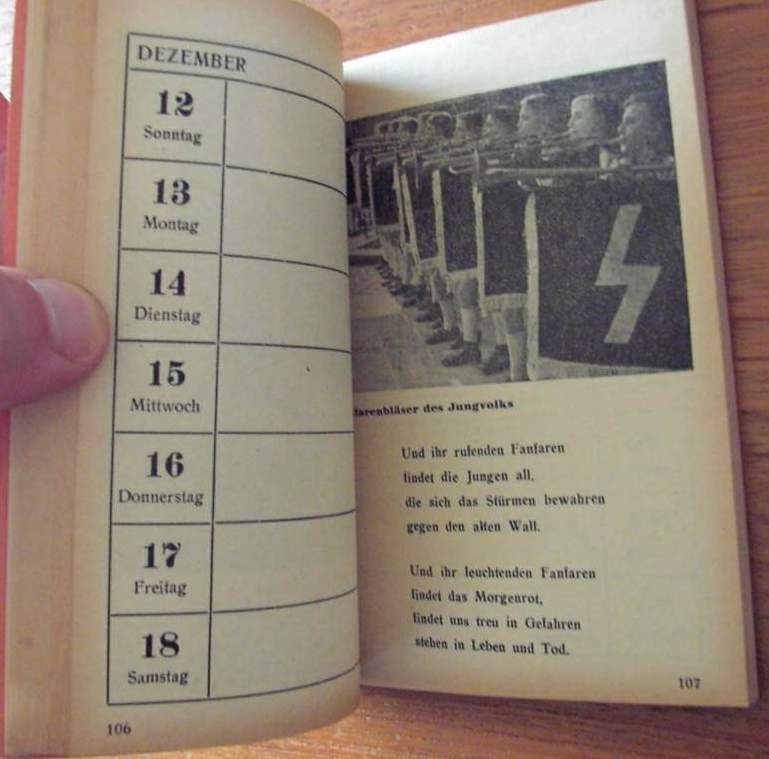 DEZEMBER
12
Sonntag
13
Montag
14
Dienstag
15
Mittwoch
16
Donnerstag
17
Freitag
18
Samstag
106
farenbläser des Jungvolks
Und ihr rufenden Fanfaren
findet die Jungen all,
die sich das Stürmen bewahren
gegen den alten Wall.
Und ihr leuchtenden Fanfaren
findet das Morgenrot,
findet uns treu in Gefahren
stehen in Leben und Tod.
107